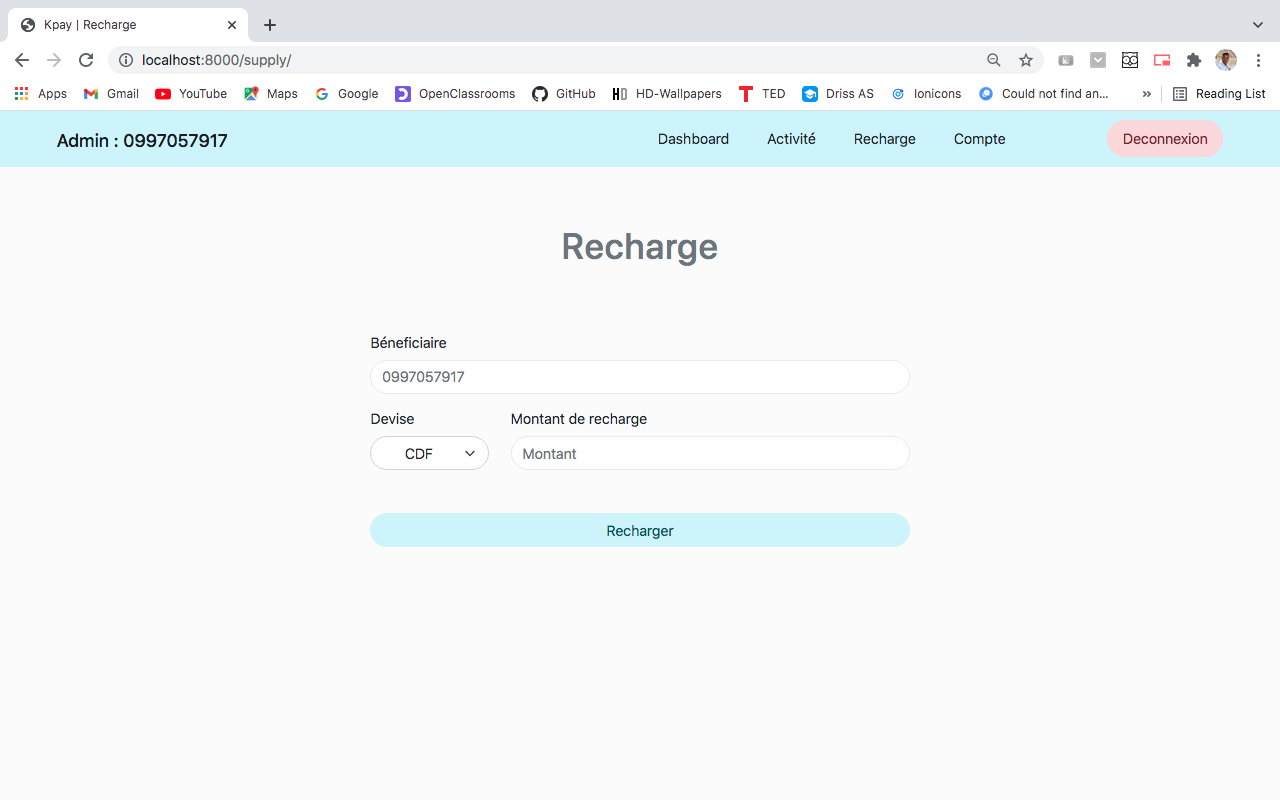 Kpay | Recharge
localhost:8000/supply/
Apps Gmail YouTube Maps Google OpenClassrooms GitHub HD-Wallpapers TED Driss AS Ionicons Could not find an... » Reading List
Admin : 0997057917 Dashboard Activité Recharge Compte Deconnexion
Recharge
Béneficiaire
0997057917
Devise Montant de recharge
CDF Montant
Recharger